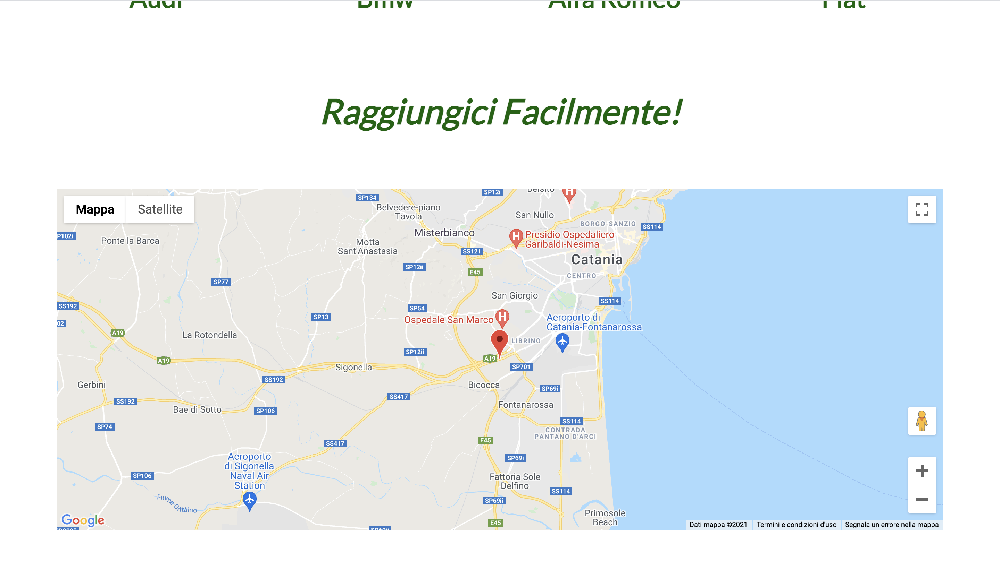 Audi Bmw Alfa Romeo Fiat
Raggiungici Facilmente!
Mappa Satellite
SP134
SP12i
Belsito
Belvedere-piano
Tavola
San Nullo
BORGO-SANZIO
SS114
P102i
Ponte la Barca
Misterbianco
Presidio Ospedaliero
Garibaldi-Nesima
Motta
Sant'Anastasia
SS121
Catania
SP12ii
E45
CENTRO
SP77
San Giorgio
SS192
SS114
SP54
SP13
Ospedale San Marco
Aeroporto di
Catania-Fontanarossa
02
A19
La Rotondella
LIBRINO
SP12ii
A19
A19
Sigonella
SP701
SS192
Gerbini
Bicocca
SP69i
SS417
SS192
Fontanarossa
Bae di Sotto
SP106
SP74
SS114
CONTRADA
PANTANO D'ARCI
E45
SS417
Aeroporto
di Sigonella
Naval Air
Station
SP69i
SP106
Fattoria Sole
Delfino
SS114
Fiume Dittàino
SP69ii
Primosole
Beach
Google
E45
Dati mappa ©2021 Termini e condizioni d'uso Segnala un errore nella mappa
SP69ii